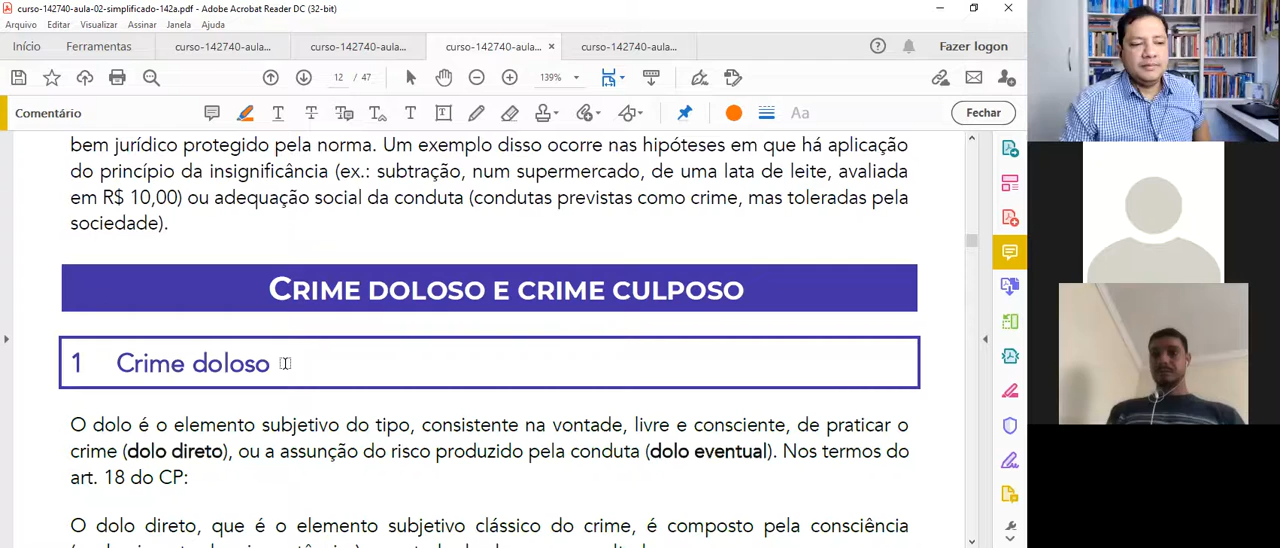 curso-142740-aula-02-simplificado-142a.pdf - Adobe Acrobat Reader DC (32-bit)
Arquivo Editar Visualizar Assinar Janela Ajuda
Início Ferramentas curso-142740-aula... curso-142740-aula... curso-142740-aul... × curso-142740-aula... Fazer logon
12 / 47 139%
Comentário Aa Fechar
bem jurídico protegido pela norma. Um exemplo disso ocorre nas hipóteses em que há aplicação
do princípio da insignificância (ex.: subtração, num supermercado, de uma lata de leite, avaliada
em R$ 10,00) ou adequação social da conduta (condutas previstas como crime, mas toleradas pela
sociedade).
CRIME DOLOSO E CRIME CULPOSO
1 Crime doloso
O dolo é o elemento subjetivo do tipo, consistente na vontade, livre e consciente, de praticar o
crime (dolo direto), ou a assunção do risco produzido pela conduta (dolo eventual). Nos termos do
art. 18 do CP:
O dolo direto, que é o elemento subjetivo clássico do crime, é composto pela consciência